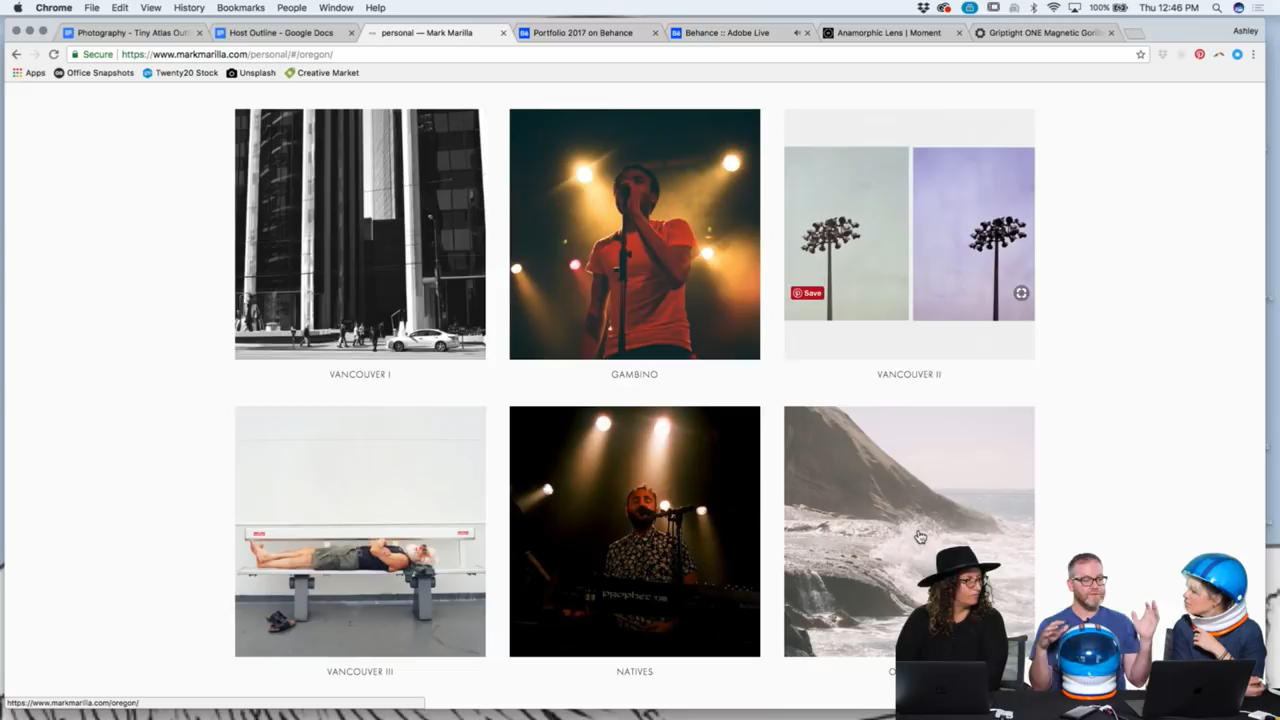 Chrome File Edit View History Bookmarks People Window Help 100% Thu 12:46 PM
Photography - Tiny Atlas Out
Host Outline - Google Docs
personal — Mark Marilla
Portfolio 2017 on Behance
Behance :: Adobe Live
Anamorphic Lens | Moment
Griptight ONE Magnetic Goril
Ashley
Secure https://www.markmarilla.com/personal/#/oregon/
Apps Office Snapshots Twenty20 Stock Unsplash Creative Market
Save
VANCOUVER I GAMBINO VANCOUVER II
PROPHET
VANCOUVER III NATIVES O
https://www.markmarilla.com/oregon/